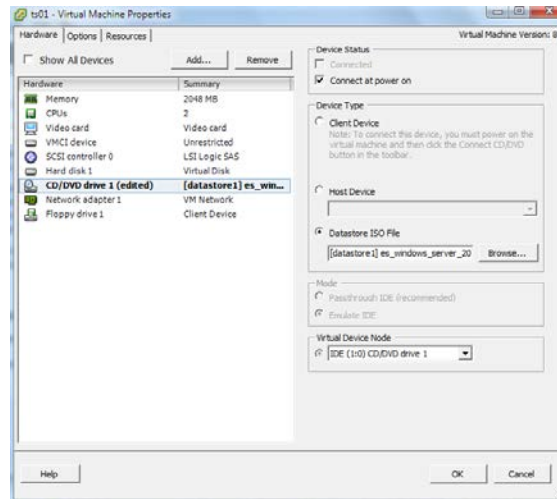 ts01 - Virtual Machine Properties
Hardware Options Resources Virtual Machine Version: 8
Show All Devices Add... Remove
Hardware Summary
Memory 2048 MB
CPUs 2
Video card Video card
VMCI device Unrestricted
SCSI controller 0 LSI Logic SAS
Hard disk 1 Virtual Disk
CD/DVD drive 1 (edited) [datastore1] es_win...
Network adapter 1 VM Network
Floppy drive 1 Client Device
Device Status
Connected
Connect at power on
Device Type
Client Device
Note: To connect this device, you must power on the
virtual machine and then click the Connect CD/DVD
button in the toolbar.
Host Device
Datastore ISO File
[datastore1] es_windows_server_20 Browse...
Mode
Passthrough IDE (recommended)
Emulate IDE
Virtual Device Node
IDE (1:0) CD/DVD drive 1
Help OK Cancel